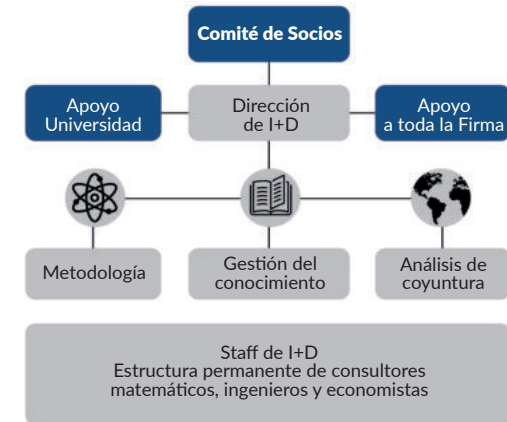 Comité de Socios
Apoyo
Universidad
Dirección
de I+D
Apoyo
a toda la Firma
Metodología
Gestión del
conocimiento
Análisis de
coyuntura
Staff de I+D
Estructura permanente de consultores
matemáticos, ingenieros y economistas